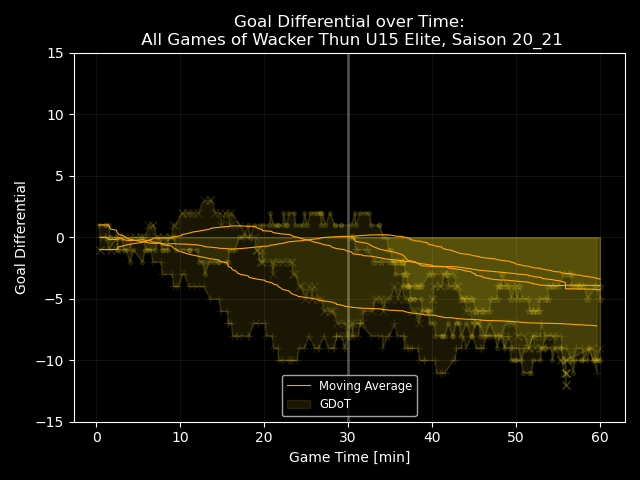 Goal Differential over Time:
All Games of Wacker Thun U15 Elite, Saison 20_21
Goal Differential
15
10
5
0
−5
−10
−15
0 10 20 30 40 50 60
Game Time [min]
Moving Average
GDoT